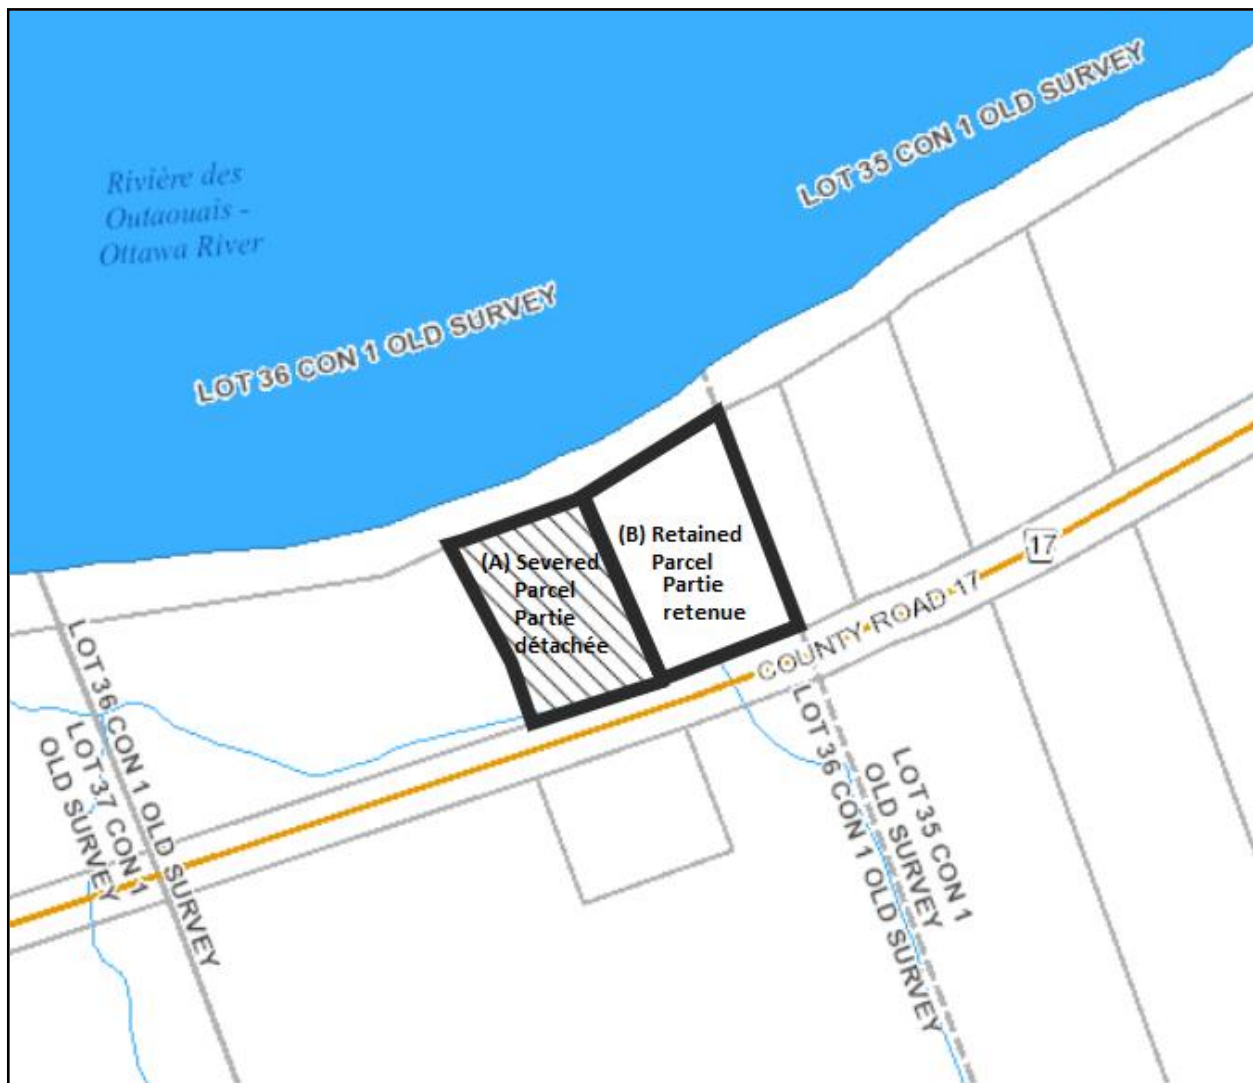 LOT 35 CON 1 OLD SURVEY
Rivière des
Outaouais -
Ottawa River
LOT 36 CON 1 OLD SURVEY
(A) Severed
Parcel
Partie
détachée
(B) Retained
Parcel
Partie
retenue
17
COUNTY ROAD 17
LOT 36 CON 1 OLD SURVEY
LOT 37 CON 1
OLD SURVEY
LOT 36 CON 1 OLD SURVEY
LOT 35 CON 1
OLD SURVEY